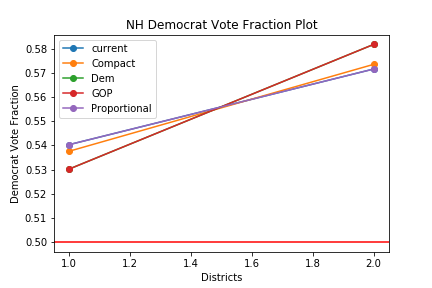 NH Democrat Vote Fraction Plot
current
Compact
Dem
GOP
Proportional
0.58
0.57
0.56
0.55
0.54
0.53
0.52
0.51
0.50
Democrat Vote Fraction
1.0 1.2 1.4 1.6 1.8 2.0
Districts